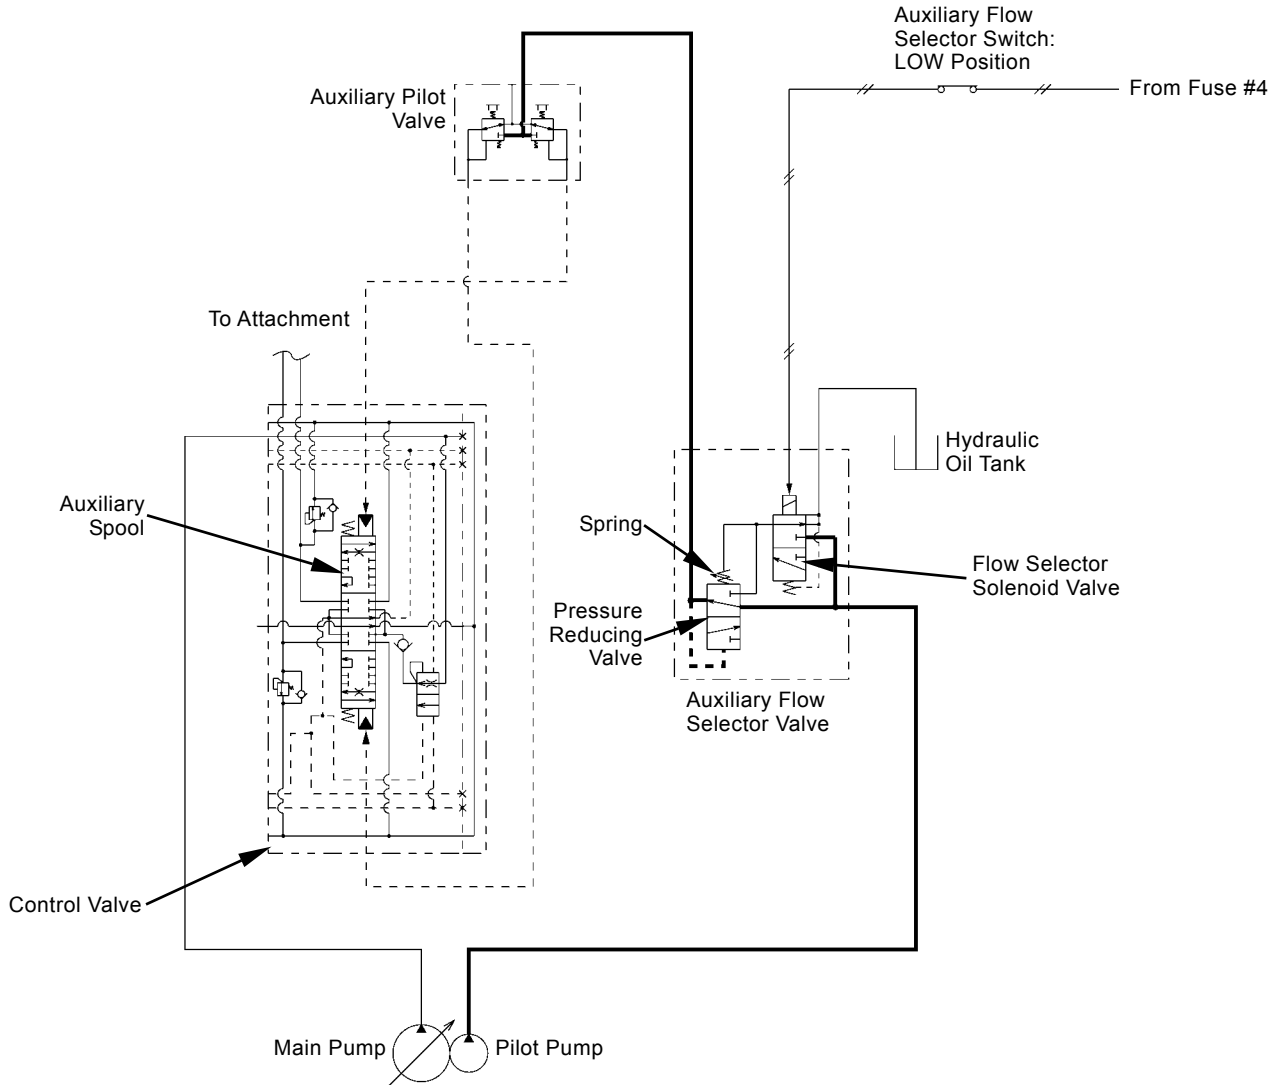 Auxiliary Flow
Selector Switch:
LOW Position
From Fuse #4
Auxiliary Pilot
Valve
To Attachment
Hydraulic
Oil Tank
Auxiliary
Spool
Spring
Flow Selector
Solenoid Valve
Pressure
Reducing
Valve
Auxiliary Flow
Selector Valve
Control Valve
Main Pump
Pilot Pump